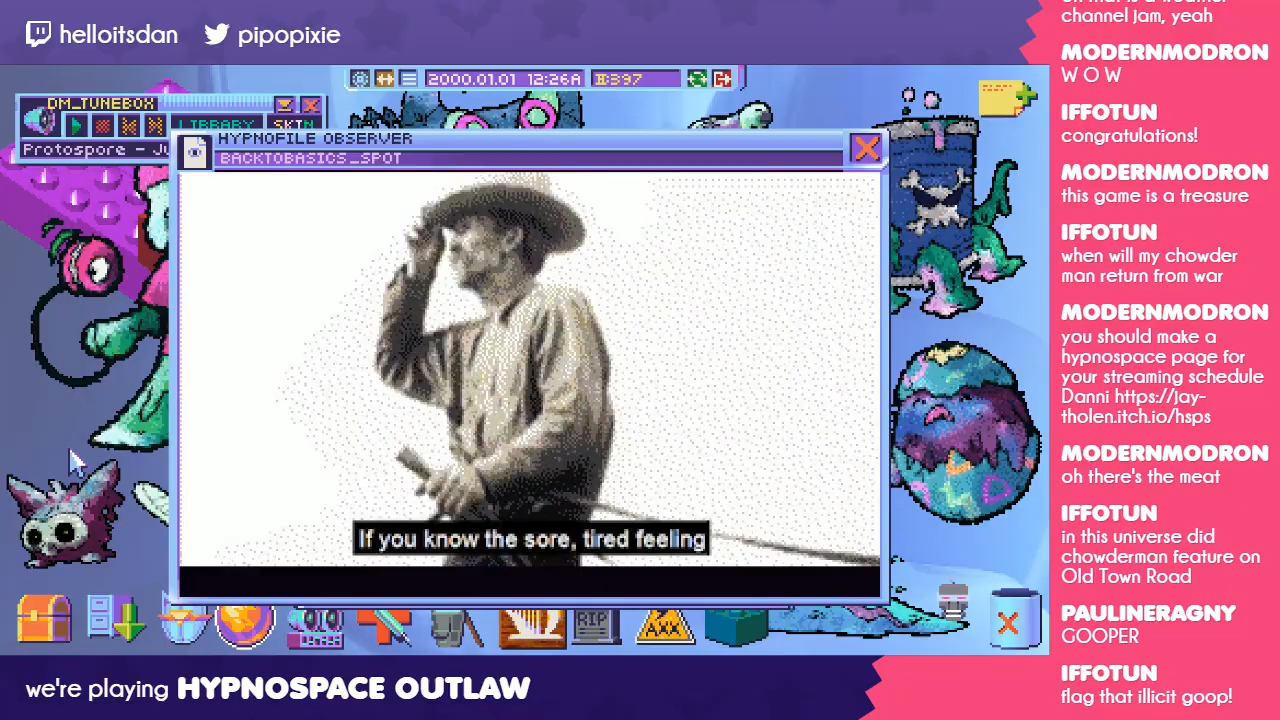 helloitsdan
pipopixie
2000.01.01 12:26A
397
DM_TUNEBOX
LIBRARY
SKIN
Protospore - JU
HYPNOFILE OBSERVER
BACKTOBASICS_SPOT
If you know the sore, tired feeling
RIP
AXX
we're playing HYPNOSPACE OUTLAW
channel jam, yeah
MODERNMODRON
W O W
IFFOTUN
congratulations!
MODERNMODRON
this game is a treasure
IFFOTUN
when will my chowder
man return from war
MODERNMODRON
you should make a
hypnospace page for
your streaming schedule
Danni https://jay-
tholen.itch.io/hsps
MODERNMODRON
oh there's the meat
IFFOTUN
in this universe did
chowderman feature on
Old Town Road
PAULINERAGNY
GOOPER
IFFOTUN
flag that illicit goop!